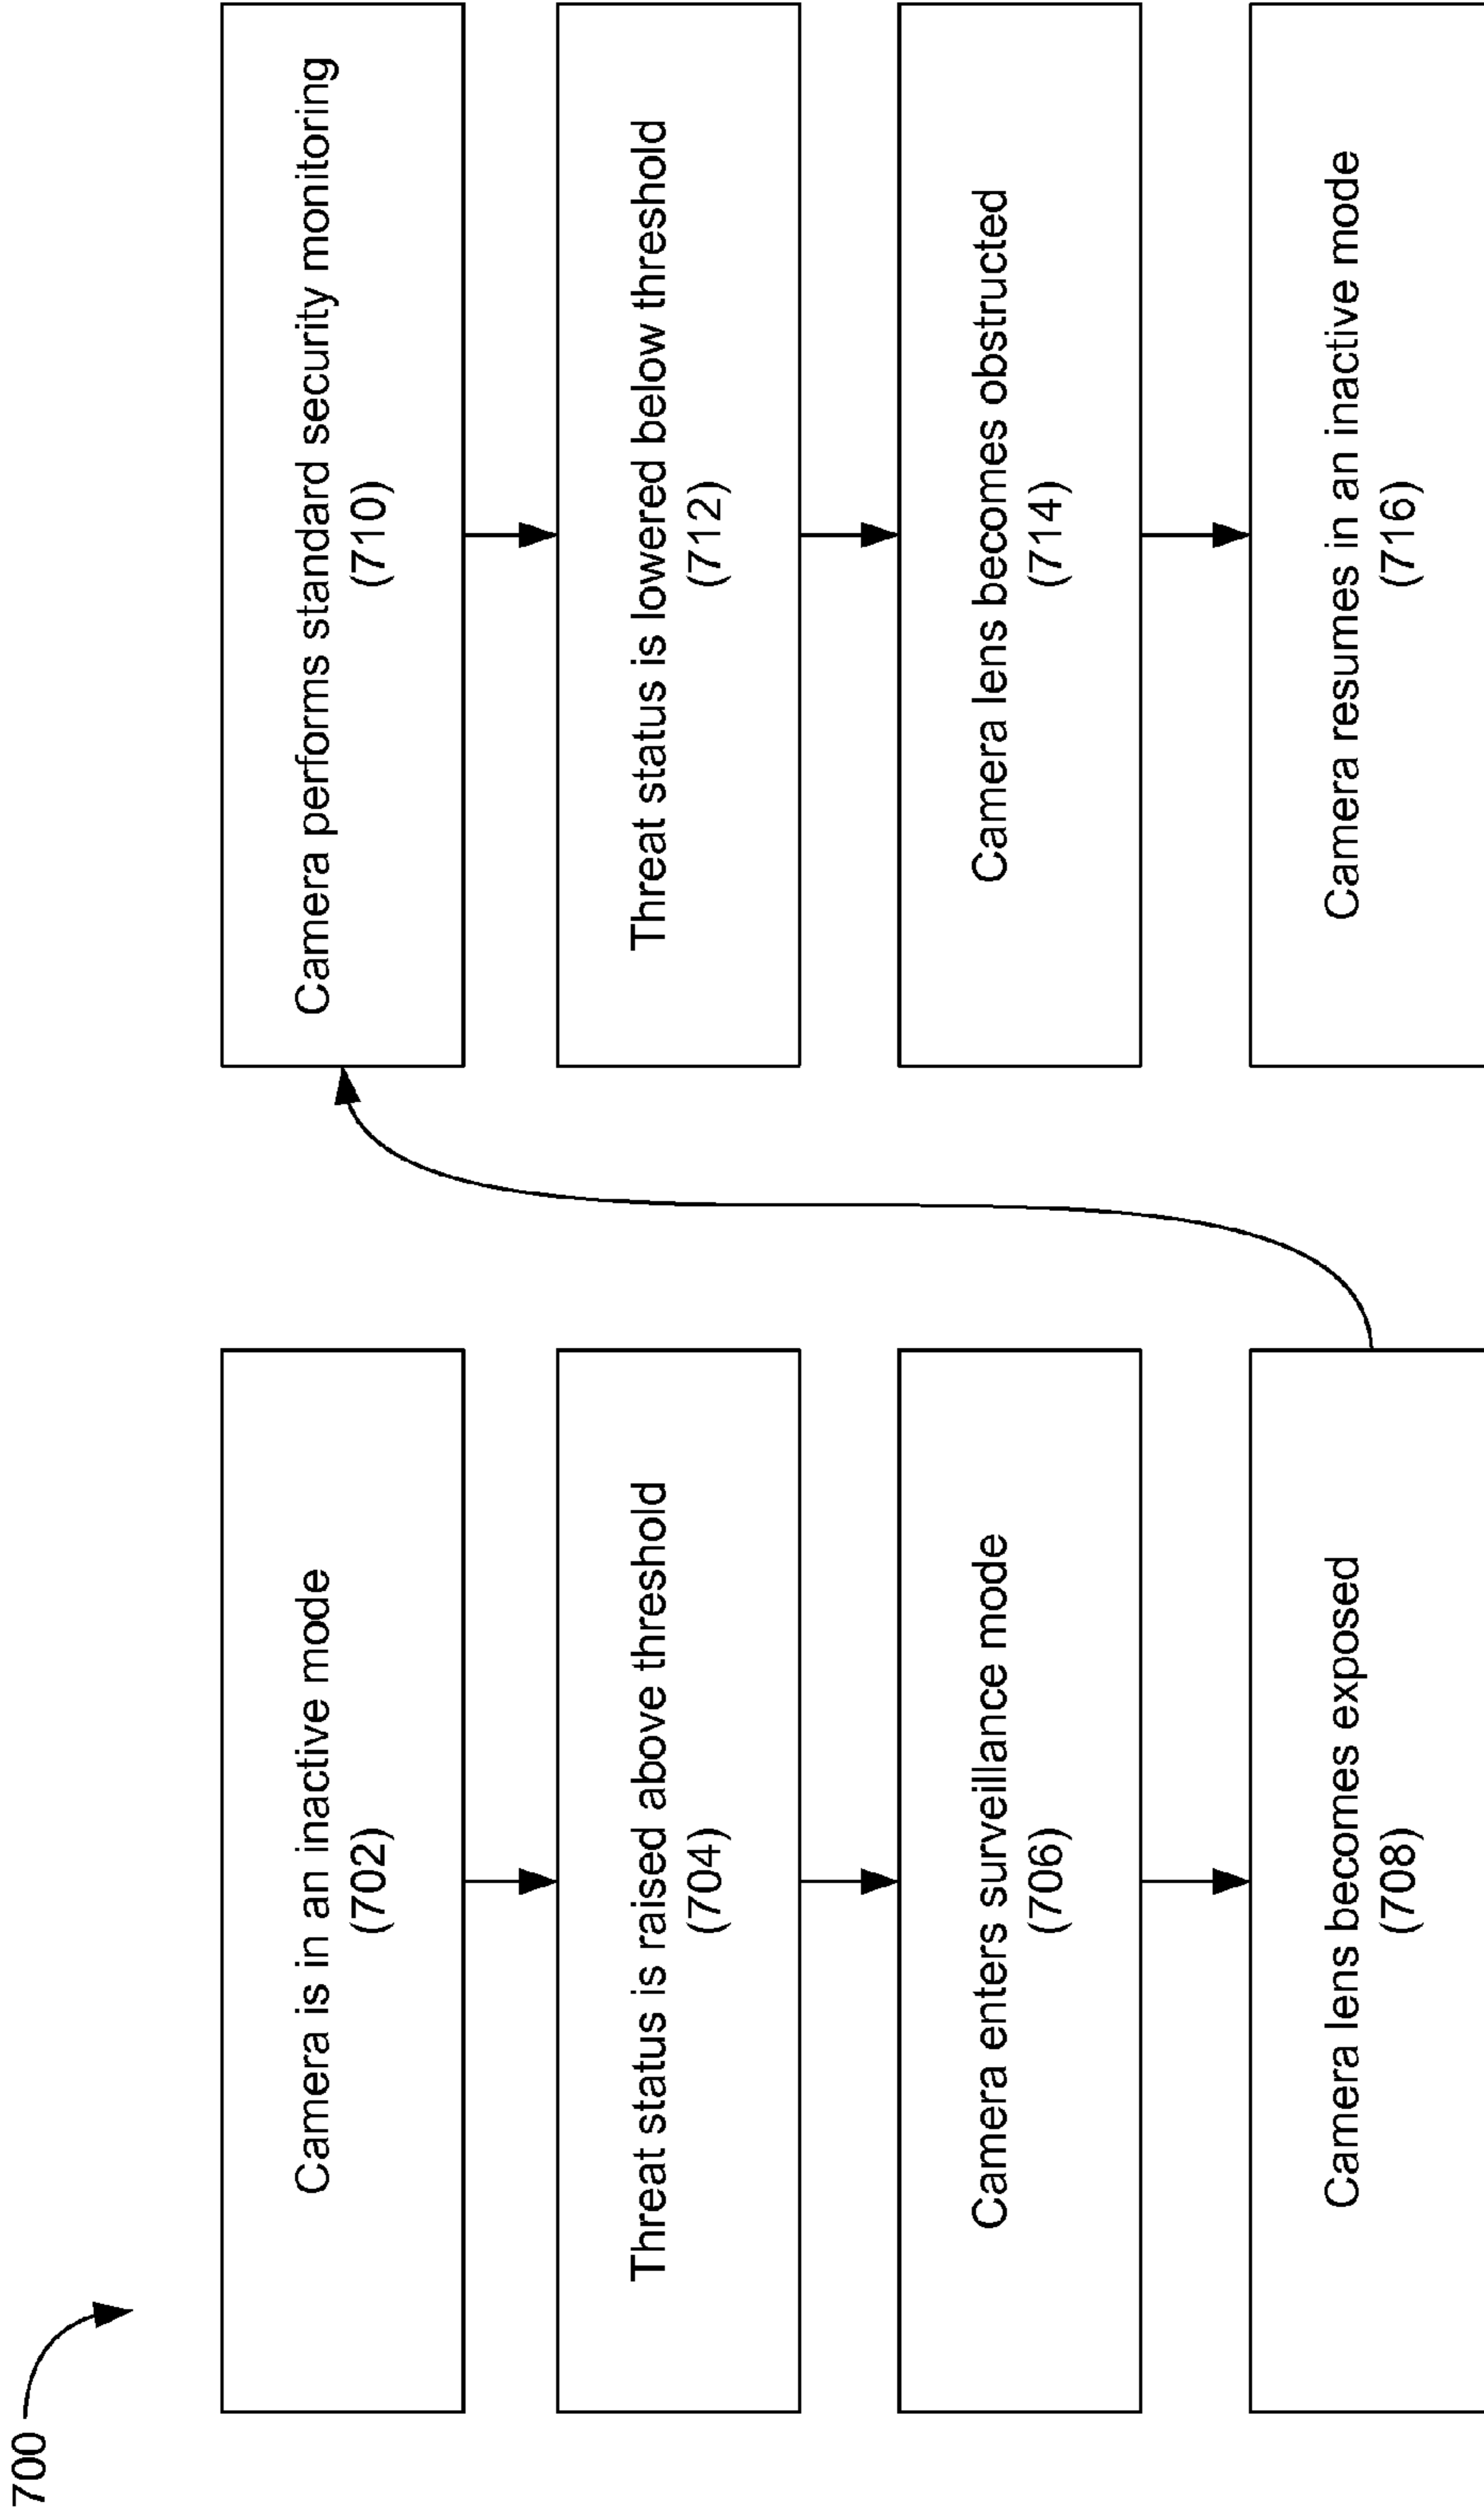 700
Camera is in an inactive mode
(702)
Threat status is raised above threshold
(704)
Camera enters surveillance mode
(706)
Camera lens becomes exposed
(708)
Camera performs standard security monitoring
(710)
Threat status is lowered below threshold
(712)
Camera lens becomes obstructed
(714)
Camera resumes in an inactive mode
(716)